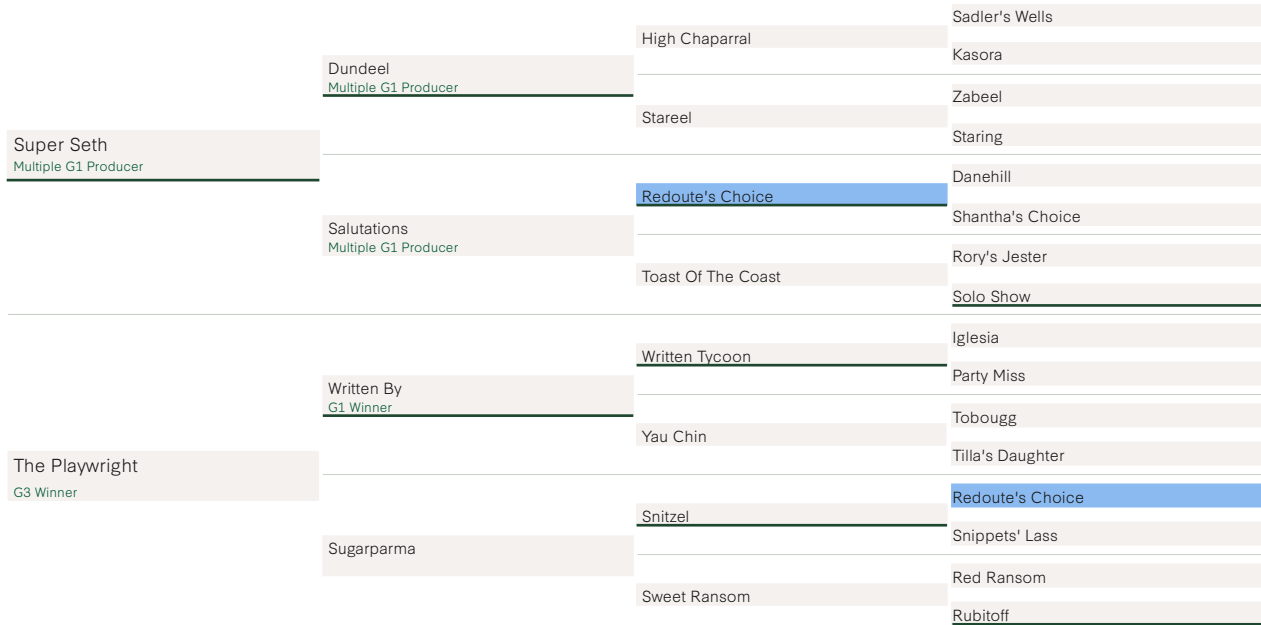 Super Seth
Multiple G1 Producer
Dundeel
Multiple G1 Producer
High Chaparral
Sadler's Wells
Kasora
Stareel
Zabeel
Staring
Salutations
Multiple G1 Producer
Redoute's Choice
Danehill
Shantha's Choice
Toast Of The Coast
Rory's Jester
Solo Show
The Playwright
G3 Winner
Written By
G1 Winner
Written Tycoon
Iglesia
Party Miss
Yau Chin
Tobougg
Tilla's Daughter
Sugarparma
Snitzel
Redoute's Choice
Snippets' Lass
Sweet Ransom
Red Ransom
Rubitoff